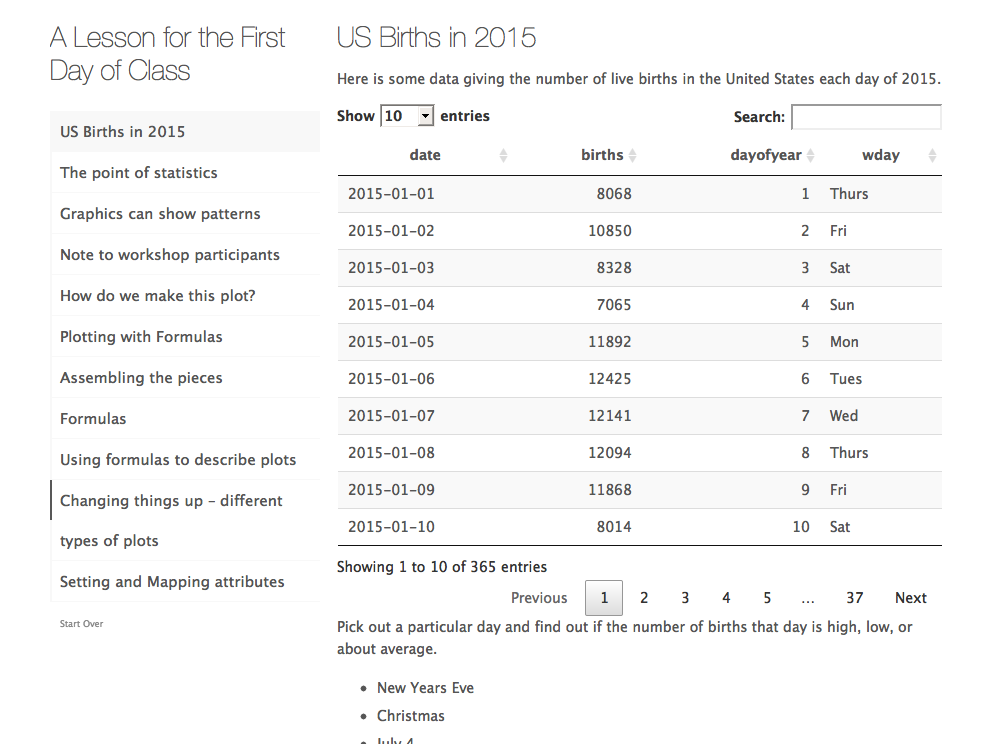 A Lesson for the First
Day of Class
US Births in 2015
The point of statistics
Graphics can show patterns
Note to workshop participants
How do we make this plot?
Plotting with Formulas
Assembling the pieces
Formulas
Using formulas to describe plots
Changing things up – different
types of plots
Setting and Mapping attributes
Start Over
US Births in 2015
Here is some data giving the number of live births in the United States each day of 2015.
Show 10 entries Search:
date births dayofyear wday
2015-01-01 8068 1 Thurs
2015-01-02 10850 2 Fri
2015-01-03 8328 3 Sat
2015-01-04 7065 4 Sun
2015-01-05 11892 5 Mon
2015-01-06 12425 6 Tues
2015-01-07 12141 7 Wed
2015-01-08 12094 8 Thurs
2015-01-09 11868 9 Fri
2015-01-10 8014 10 Sat
Showing 1 to 10 of 365 entries
Previous 1 2 3 4 5 ... 37 Next
Pick out a particular day and find out if the number of births that day is high, low, or
about average.
• New Years Eve
• Christmas
• July 4